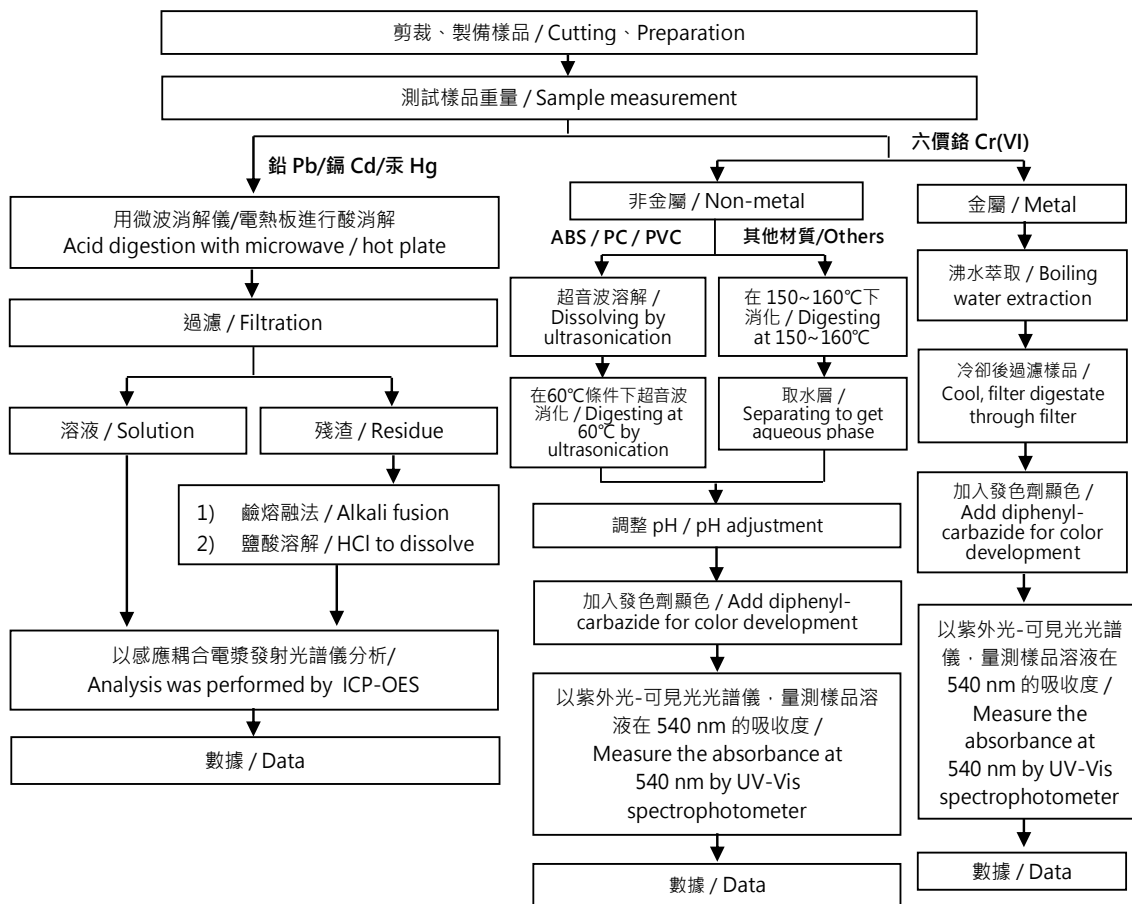 剪裁、製備樣品 / Cutting、Preparation
測試樣品重量 / Sample measurement
鉛 Pb/鎘 Cd/汞 Hg
六價鉻 Cr(VI)
用微波消解儀/電熱板進行酸消解
Acid digestion with microwave / hot plate
過濾 / Filtration
溶液 / Solution
殘渣 / Residue
1) 鹼熔融法 / Alkali fusion
2) 鹽酸溶解 / HCl to dissolve
以感應耦合電漿發射光譜儀分析/
Analysis was performed by ICP-OES
數據 / Data
非金屬 / Non-metal
ABS / PC / PVC
其他材質/Others
超音波溶解 /
Dissolving by
ultrasonication
在 150~160℃下
消化 / Digesting
at 150~160℃
在60℃條件下超音波
消化 / Digesting at
60℃ by
ultrasonication
取水層 /
Separating to get
aqueous phase
調整 pH / pH adjustment
加入發色劑顯色 / Add diphenyl-
carbazide for color development
以紫外光-可見光光譜儀，量測樣品溶
液在 540 nm 的吸收度 /
Measure the absorbance at
540 nm by UV-Vis
spectrophotometer
數據 / Data
金屬 / Metal
沸水萃取 / Boiling
water extraction
冷卻後過濾樣品 /
Cool, filter digestate
through filter
加入發色劑顯色 /
Add diphenyl-
carbazide for color
development
以紫外光-可見光光譜
儀，量測樣品溶液在
540 nm 的吸收度 /
Measure the
absorbance at
540 nm by UV-Vis
spectrophotometer
數據 / Data